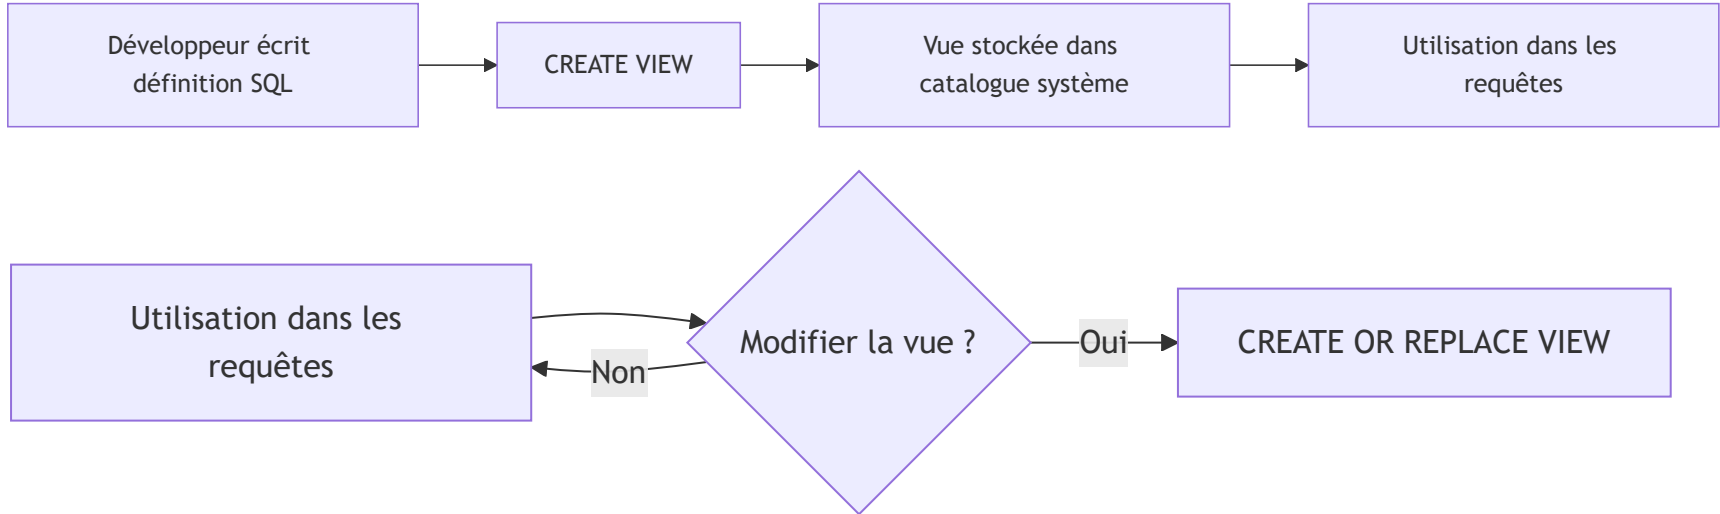 Développeur écrit
définition SQL
CREATE VIEW
Vue stockée dans
catalogue système
Utilisation dans les
requêtes
Utilisation dans les
requêtes
Non
Modifier la vue ?
Oui
CREATE OR REPLACE VIEW